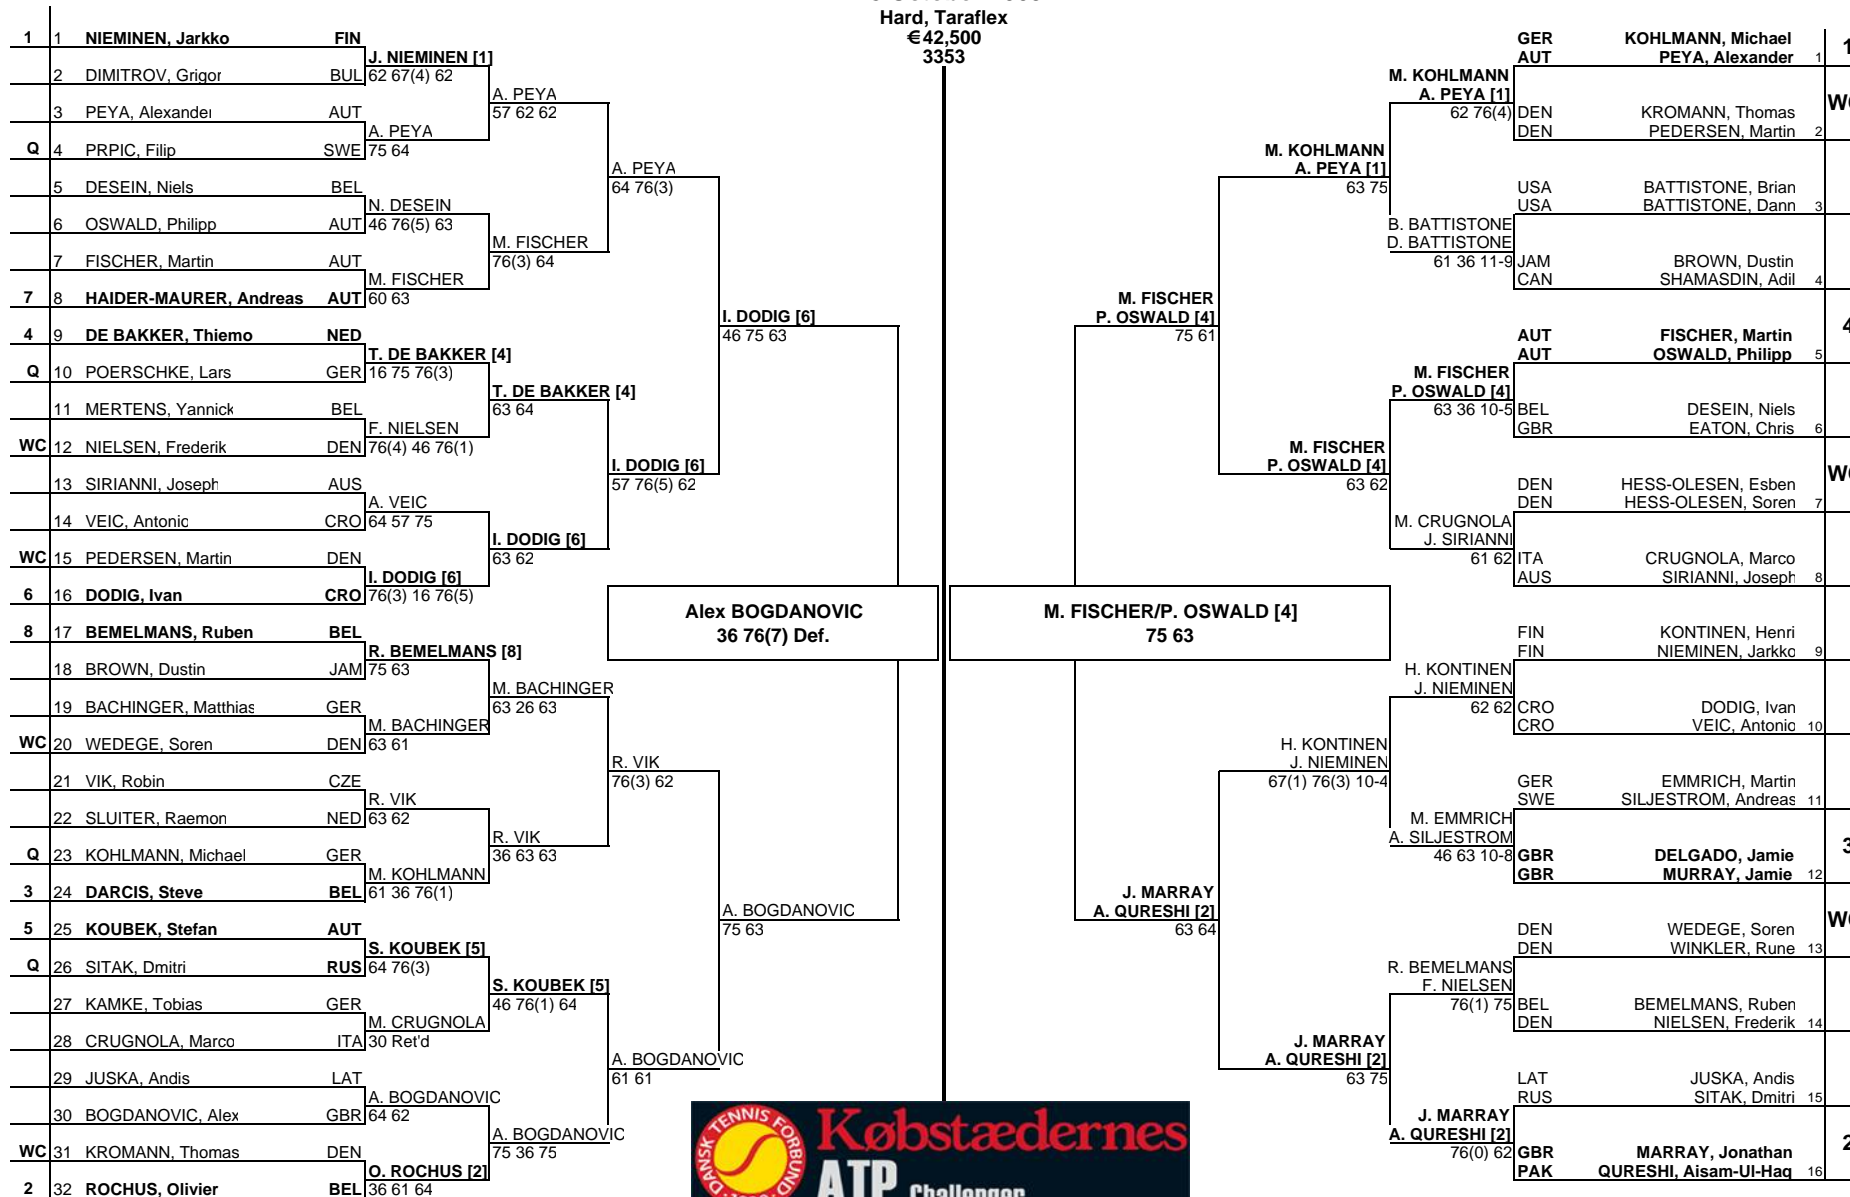 Hard, Taraflex
€42,500
3353
1 1 NIEMINEN, Jarkko FIN
J. NIEMINEN [1]
2 DIMITROV, Grigor BUL 62 67(4) 62
A. PEYA
3 PEYA, Alexander AUT 57 62 62
A. PEYA
Q 4 PRPIC, Filip SWE 75 64
A. PEYA
5 DESEIN, Niels BEL 64 76(3)
N. DESEIN
6 OSWALD, Philipp AUT 46 76(5) 63
M. FISCHER
7 FISCHER, Martin AUT 76(3) 64
M. FISCHER
7 8 HAIDER-MAURER, Andreas AUT 60 63
I. DODIG [6]
4 9 DE BAKKER, Thiemo NED 46 75 63
T. DE BAKKER [4]
Q 10 POERSCHKE, Lars GER 16 75 76(3)
T. DE BAKKER [4]
11 MERTENS, Yannick BEL 63 64
F. NIELSEN
WC 12 NIELSEN, Frederik DEN 76(4) 46 76(1)
I. DODIG [6]
13 SIRIANNI, Joseph AUS 57 76(5) 62
A. VEIC
14 VEIC, Antonio CRO 64 57 75
I. DODIG [6]
WC 15 PEDERSEN, Martin DEN 63 62
I. DODIG [6]
6 16 DODIG, Ivan CRO 76(3) 16 76(5)
Alex BOGDANOVIC
36 76(7) Def.
8 17 BEMELMANS, Ruben BEL
R. BEMELMANS [8]
18 BROWN, Dustin JAM 75 63
M. BACHINGER
19 BACHINGER, Matthias GER 63 26 63
M. BACHINGER
WC 20 WEDEGE, Soren DEN 63 61
R. VIK
21 VIK, Robin CZE 76(3) 62
R. VIK
22 SLUITER, Raemon NED 63 62
R. VIK
Q 23 KOHLMANN, Michael GER 36 63 63
M. KOHLMANN
3 24 DARCIS, Steve BEL 61 36 76(1)
A. BOGDANOVIC
5 25 KOUBEK, Stefan AUT 75 63
S. KOUBEK [5]
Q 26 SITAK, Dmitri RUS 64 76(3)
S. KOUBEK [5]
27 KAMKE, Tobias GER 46 76(1) 64
M. CRUGNOLA
28 CRUGNOLA, Marco ITA 30 Ret'd
A. BOGDANOVIC
29 JUSKA, Andis LAT 61 61
A. BOGDANOVIC
30 BOGDANOVIC, Alex GBR 64 62
A. BOGDANOVIC
WC 31 KROMANN, Thomas DEN 75 36 75
O. ROCHUS [2]
2 32 ROCHUS, Olivier BEL 36 61 64
GER KOHLMANN, Michael
AUT PEYA, Alexander 1
M. KOHLMANN
A. PEYA [1]
62 76(4) DEN KROMANN, Thomas
DEN PEDERSEN, Martin 2
M. KOHLMANN
A. PEYA [1]
63 75 USA BATTISTONE, Brian
USA BATTISTONE, Dann 3
B. BATTISTONE
D. BATTISTONE
61 36 11-9 JAM BROWN, Dustin
CAN SHAMASDIN, Adil 4
M. FISCHER
P. OSWALD [4]
75 61 AUT FISCHER, Martin 4
AUT OSWALD, Philipp 5
M. FISCHER
P. OSWALD [4]
63 36 10-5 BEL DESEIN, Niels
GBR EATON, Chris 6
M. FISCHER
P. OSWALD [4]
63 62 DEN HESS-OLESEN, Esben
DEN HESS-OLESEN, Soren 7
M. CRUGNOLA
J. SIRIANNI
61 62 ITA CRUGNOLA, Marco
AUS SIRIANNI, Joseph 8
M. FISCHER/P. OSWALD [4]
75 63
FIN KONTINEN, Henri
FIN NIEMINEN, Jarkko 9
H. KONTINEN
J. NIEMINEN
62 62 CRO DODIG, Ivan
CRO VEIC, Antonio 10
H. KONTINEN
J. NIEMINEN
67(1) 76(3) 10-4 GER EMMRICH, Martin
SWE SILJESTROM, Andreas 11
M. EMMRICH
A. SILJESTROM
46 63 10-8 GBR DELGADO, Jamie 3
GBR MURRAY, Jamie 12
J. MARRAY
A. QURESHI [2]
63 64 DEN WEDEGE, Soren
DEN WINKLER, Rune 13
R. BEMELMANS
F. NIELSEN
76(1) 75 BEL BEMELMANS, Ruben
DEN NIELSEN, Frederik 14
J. MARRAY
A. QURESHI [2]
63 75 LAT JUSKA, Andis
RUS SITAK, Dmitri 15
J. MARRAY
A. QURESHI [2]
76(0) 62 GBR MARRAY, Jonathan 2
PAK QURESHI, Aisam-Ul-Haq 16
DANSK TENNIS FORBUND
Købstædernes
ATP Challenger